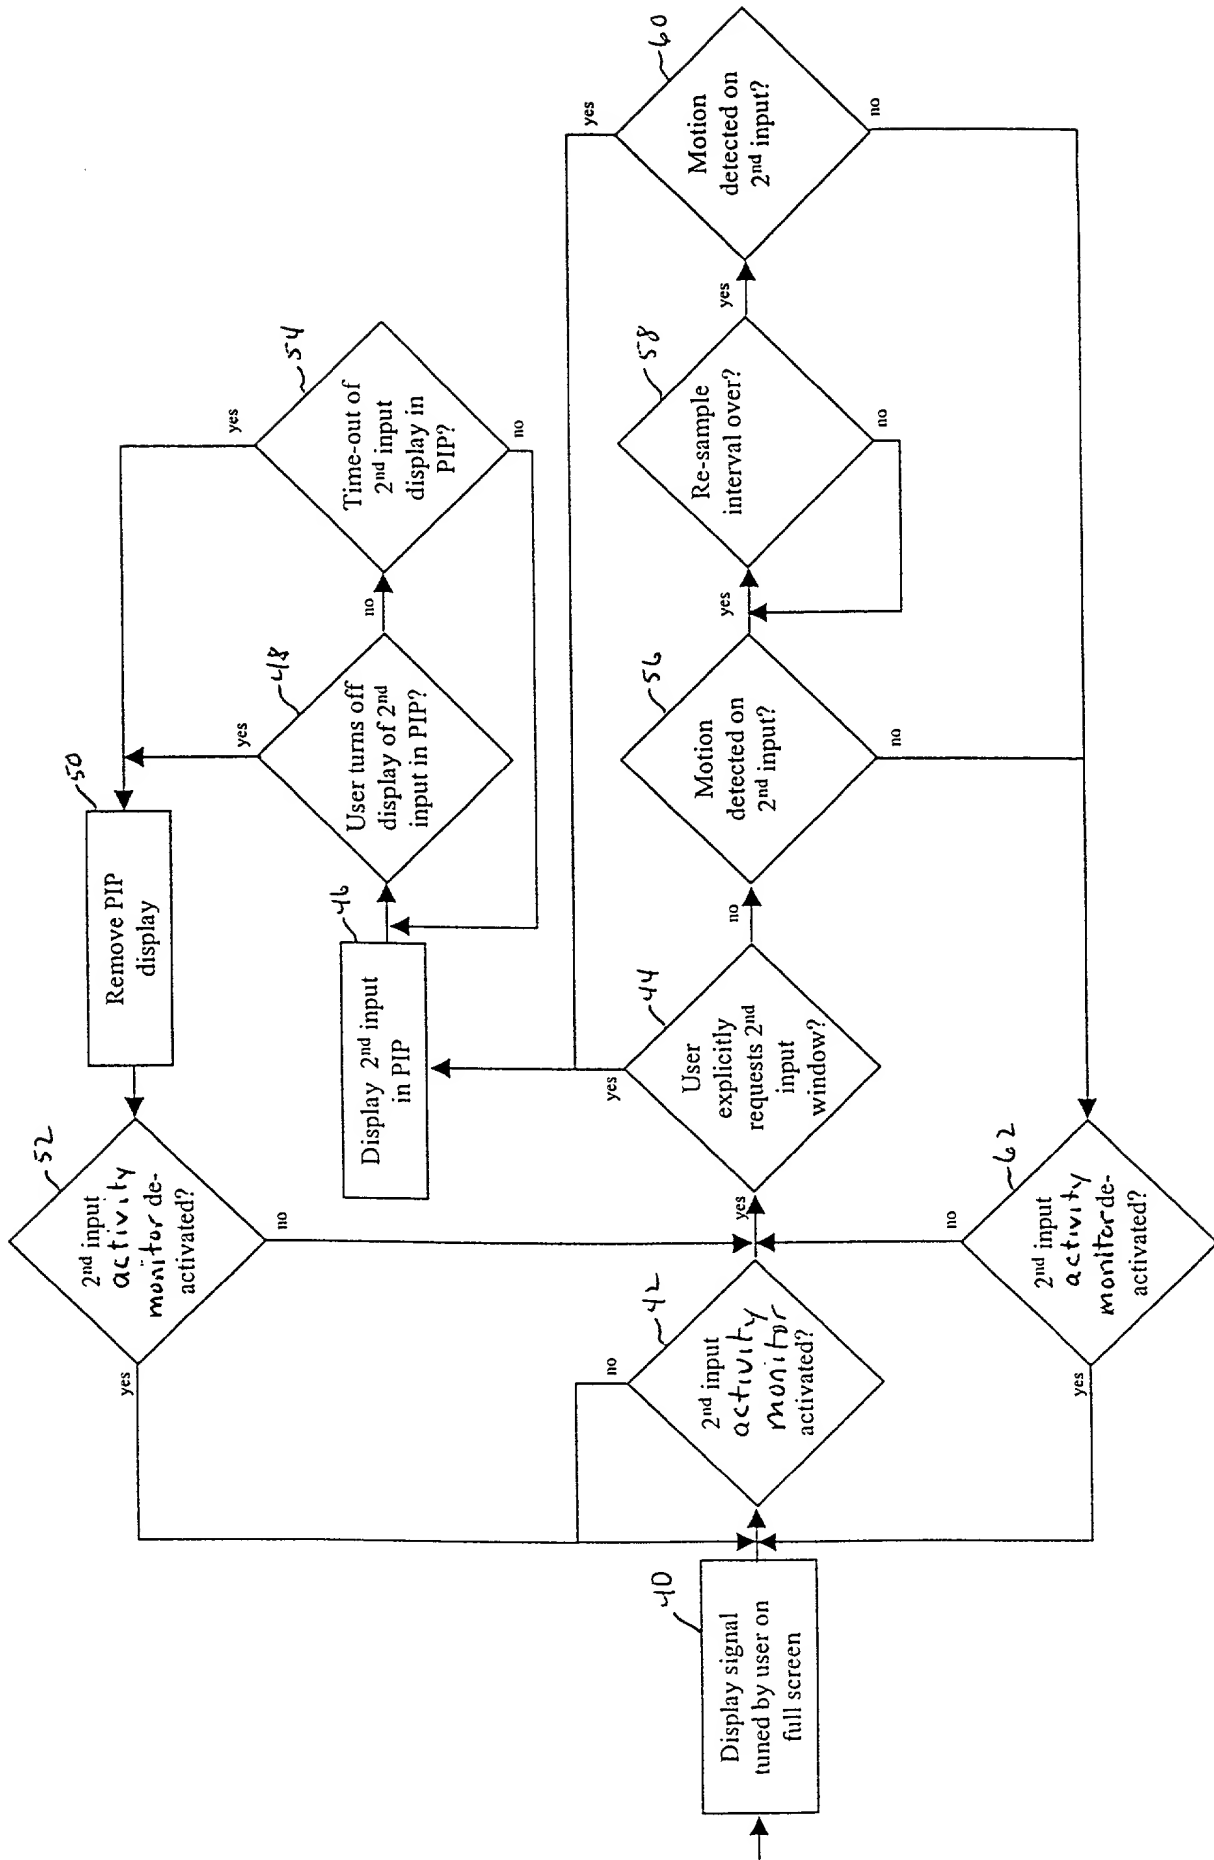 40
Display signal
tuned by user on
full screen
42
2nd input
activity
monitor
activated?
no
yes
44
User
explicitly
requests 2nd
input
window?
yes
no
46
Display 2nd input
in PIP
48
User turns off
display of 2nd
input in PIP?
yes
no
54
Time-out of
2nd input
display in
PIP?
yes
no
50
Remove PIP
display
52
2nd input
activity
monitor de-
activated?
yes
no
56
Motion
detected on
2nd input?
yes
no
58
Re-sample
interval over?
yes
no
60
Motion
detected on
2nd input?
yes
no
62
2nd input
activity
monitor de-
activated?
no
yes